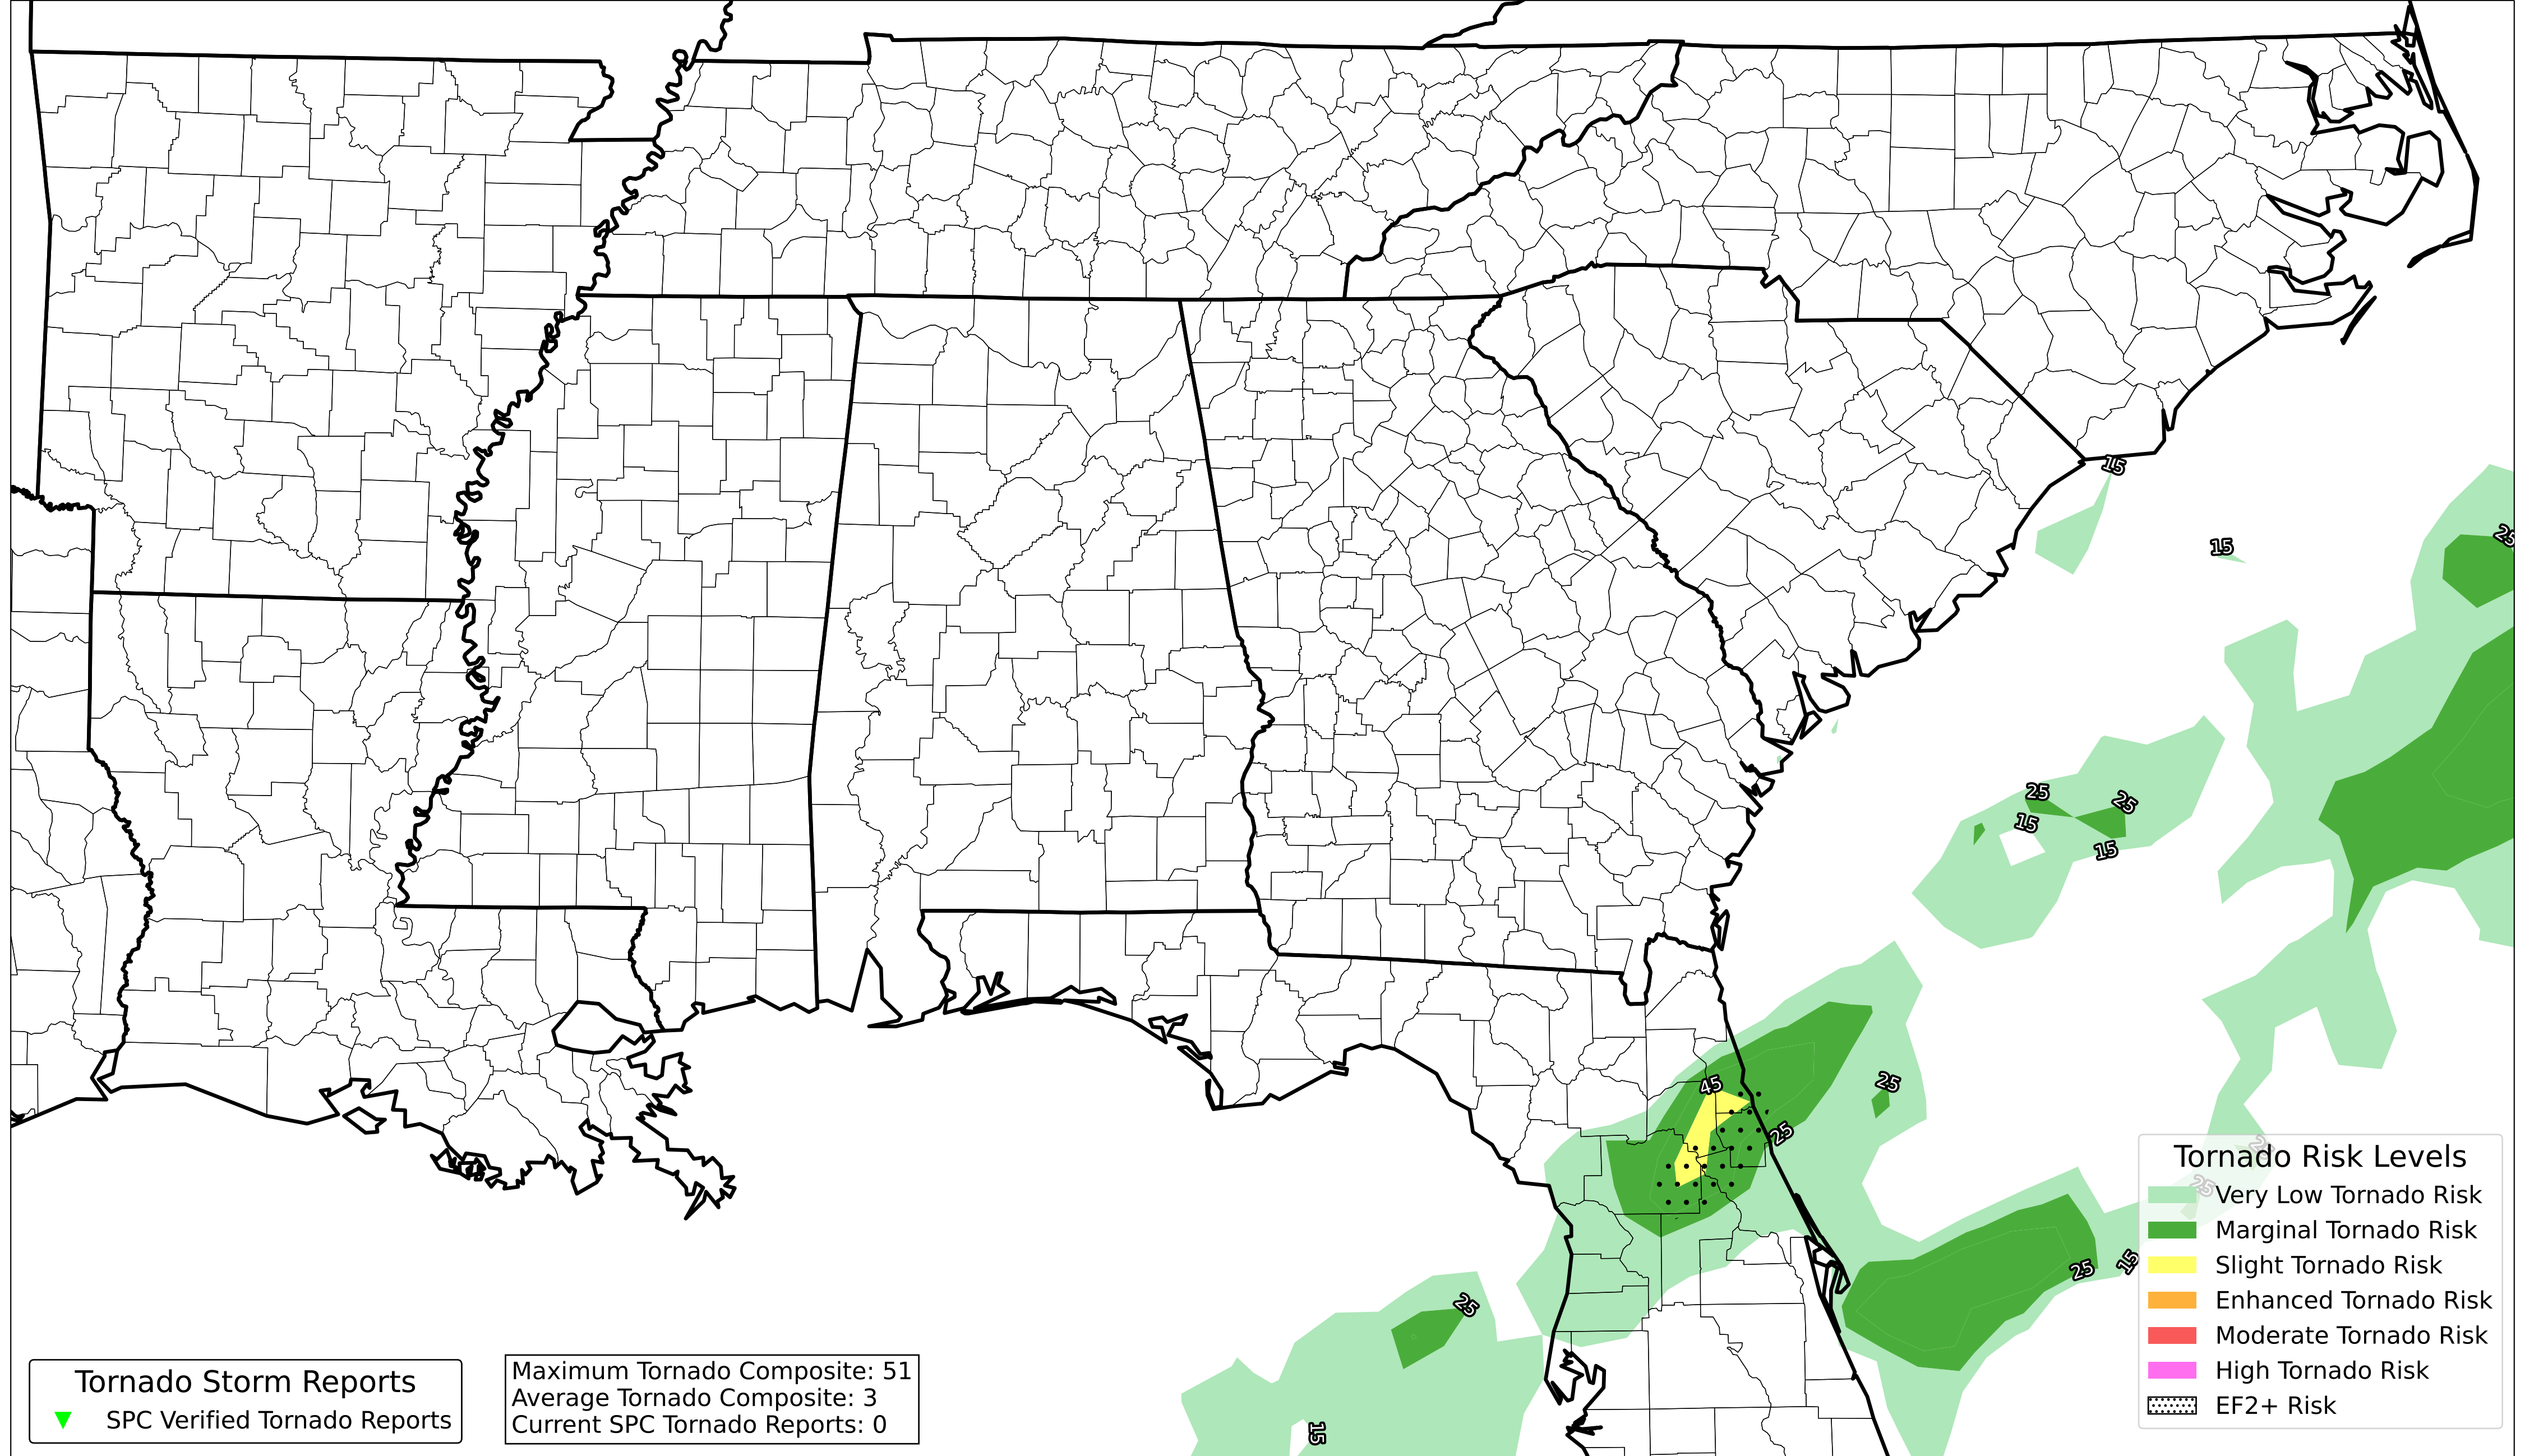 15
25
15
25
25
15
15
45
25
25
25
25
25
15
25
15
Tornado Risk Levels
Very Low Tornado Risk
Marginal Tornado Risk
Slight Tornado Risk
Enhanced Tornado Risk
Moderate Tornado Risk
High Tornado Risk
EF2+ Risk
Tornado Storm Reports
SPC Verified Tornado Reports
Maximum Tornado Composite: 51
Average Tornado Composite: 3
Current SPC Tornado Reports: 0